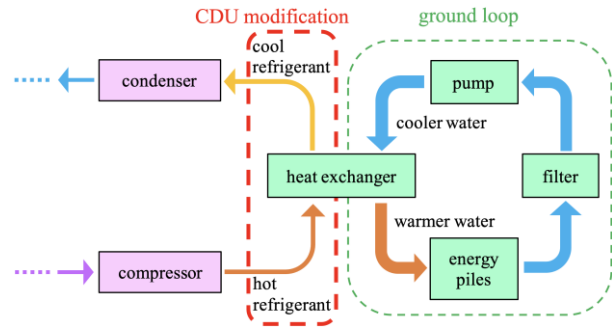 CDU modification
ground loop
cool
refrigerant
condenser
pump
cooler water
heat exchanger
filter
warmer water
compressor
hot
refrigerant
energy
piles